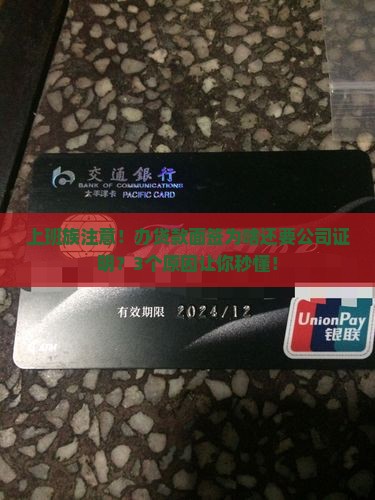 交通銀行
BANK OF COMMUNICATIONS
太平洋卡 PACIFIC CARD
上班族注意！办贷款面签为啥还要公司证
明？3个原因让你秒懂！
有效期限 2024/12
ATM
UnionPay
银联